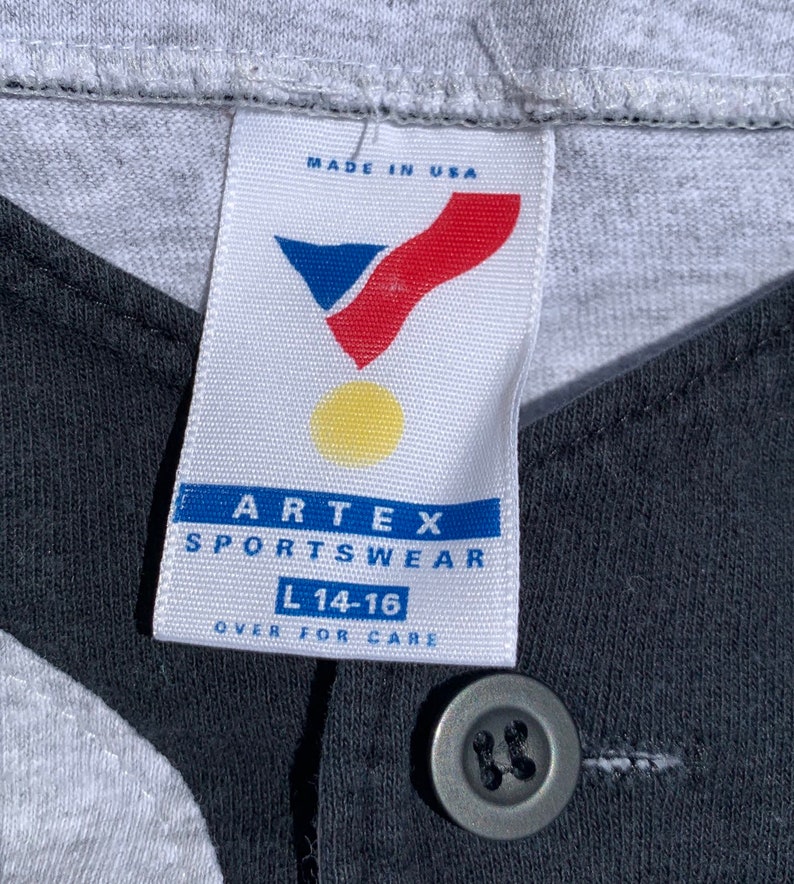 MADE IN USA
ARTEX
SPORTSWEAR
L 14-16
OVER FOR CARE